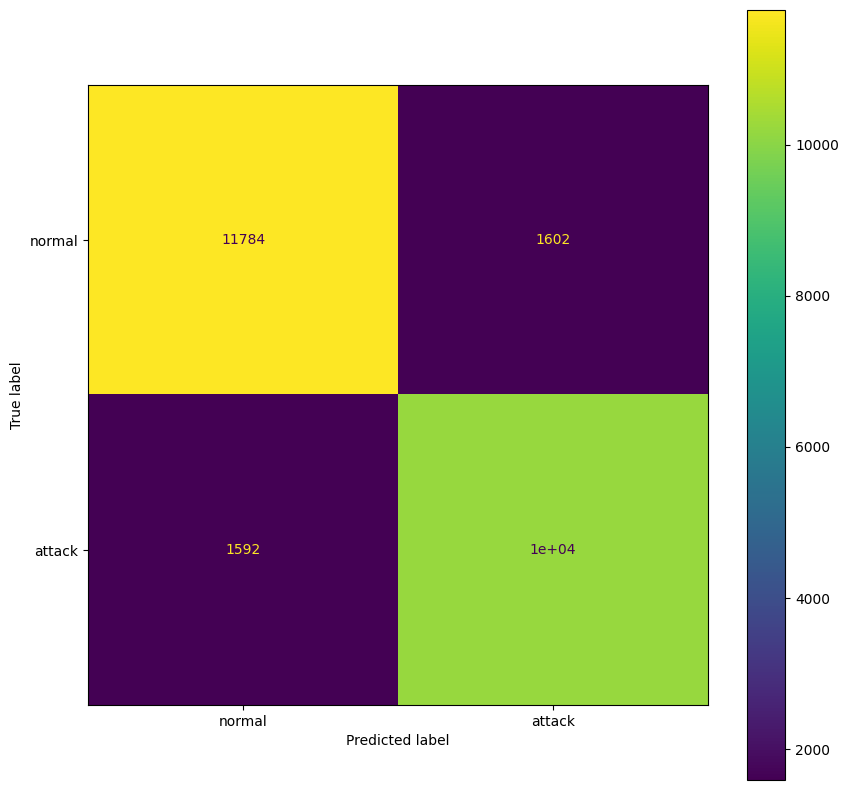 normal
11784
1602
attack
1592
1e+04
normal
attack
True label
Predicted label
10000
8000
6000
4000
2000